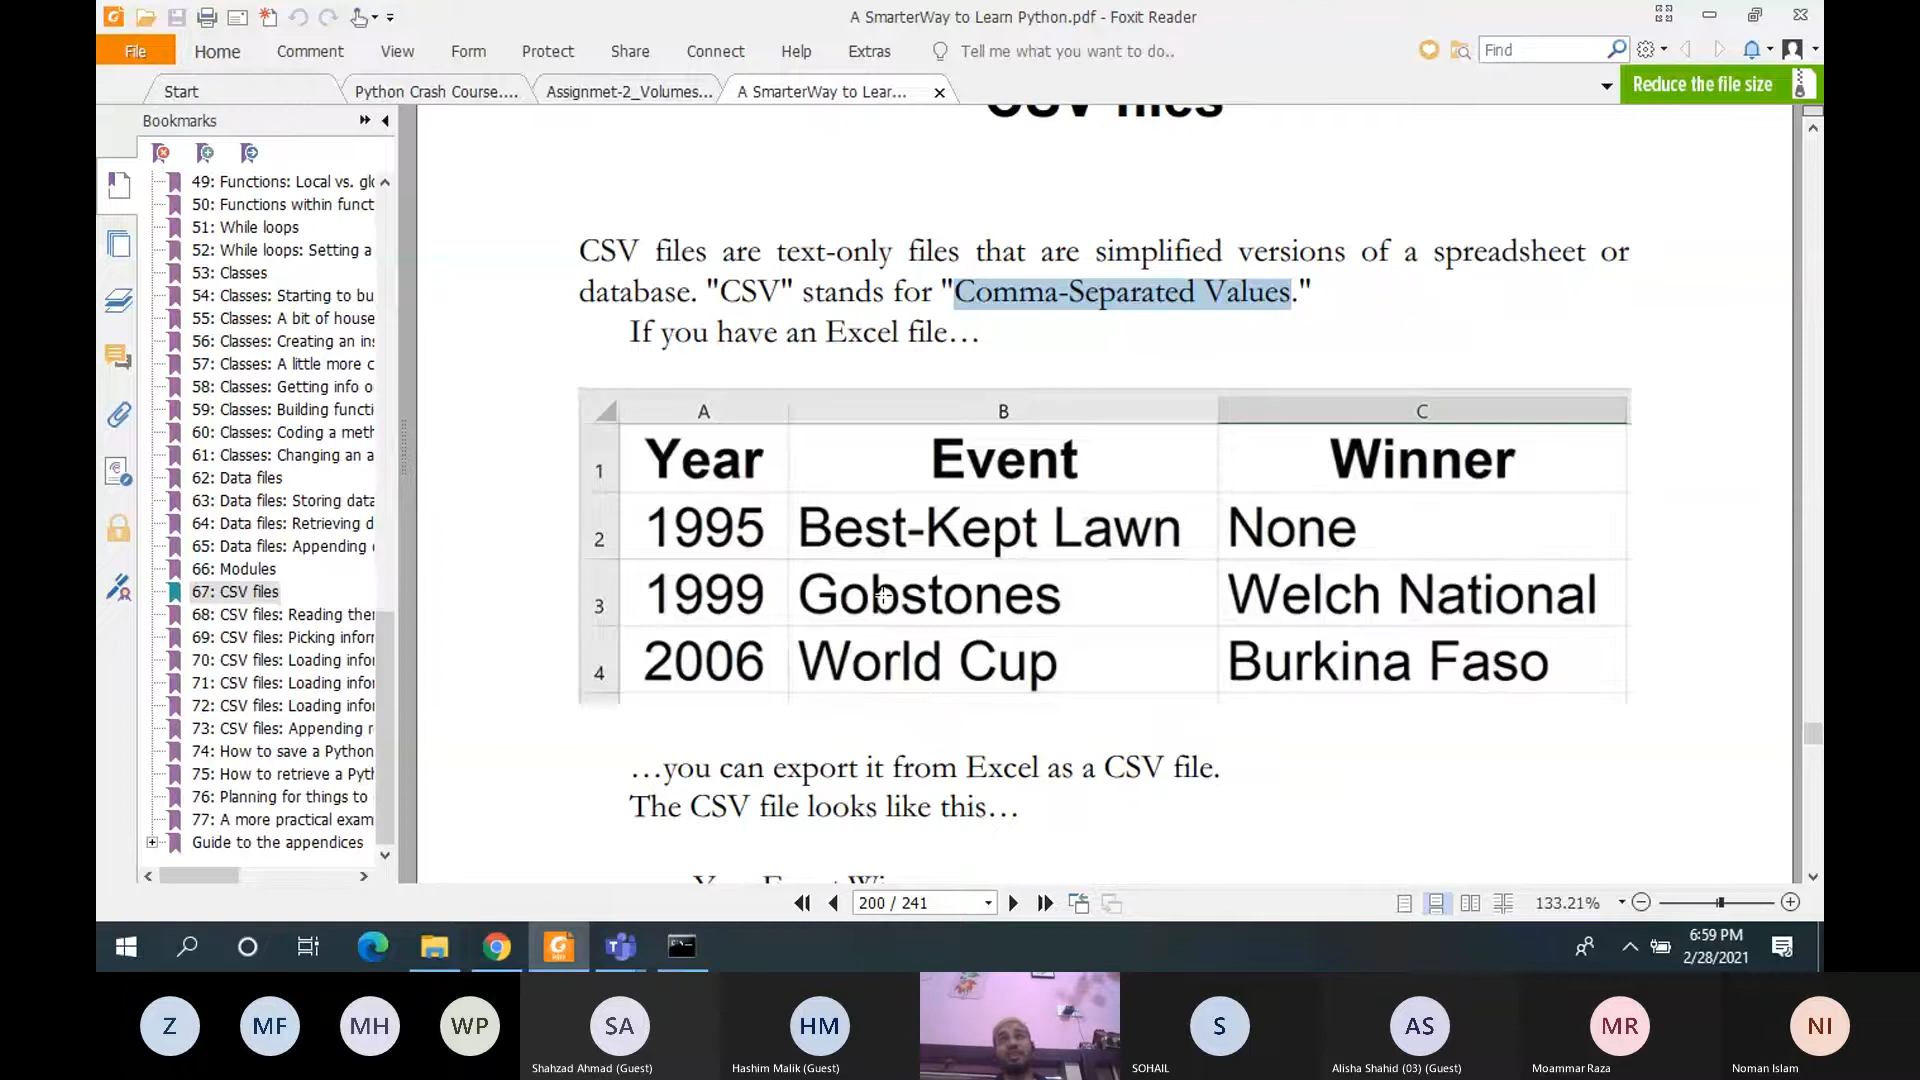 A SmarterWay to Learn Python.pdf - Foxit Reader
File Home Comment View Form Protect Share Connect Help Extras Tell me what you want to do.. Find
Start Python Crash Course.... Assignmet-2_Volumes... A SmarterWay to Lear... Reduce the file size
Bookmarks
49: Functions: Local vs. glo
50: Functions within funct
51: While loops
52: While loops: Setting a
53: Classes
54: Classes: Starting to bu
55: Classes: A bit of house
56: Classes: Creating an ins
57: Classes: A little more c
58: Classes: Getting info o
59: Classes: Building functi
60: Classes: Coding a meth
61: Classes: Changing an a
62: Data files
63: Data files: Storing data
64: Data files: Retrieving d
65: Data files: Appending
66: Modules
67: CSV files
68: CSV files: Reading then
69: CSV files: Picking inforr
70: CSV files: Loading infor
71: CSV files: Loading infor
72: CSV files: Loading infor
73: CSV files: Appending r
74: How to save a Python
75: How to retrieve a Pyth
76: Planning for things to
77: A more practical exam
Guide to the appendices
CSV files
CSV files are text-only files that are simplified versions of a spreadsheet or
database. "CSV" stands for "Comma-Separated Values."
If you have an Excel file…
A B C
1 Year Event Winner
2 1995 Best-Kept Lawn None
3 1999 Gobstones Welch National
4 2006 World Cup Burkina Faso
…you can export it from Excel as a CSV file.
The CSV file looks like this…
200 / 241 133.21%
6:59 PM
2/28/2021
Z MF MH WP SA HM S AS MR NI
Shahzad Ahmad (Guest) Hashim Malik (Guest) SOHAIL Alisha Shahid (03) (Guest) Moammar Raza Noman Islam